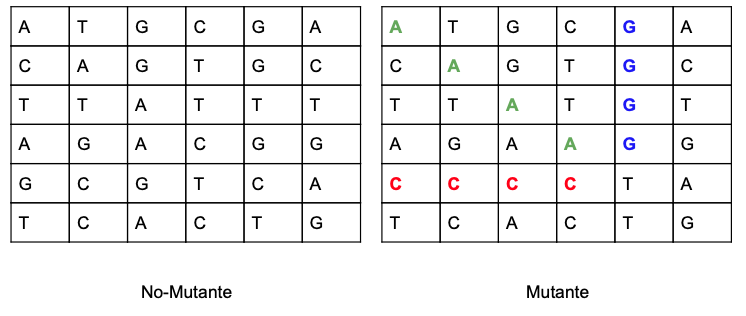 A T G C G A
C A G T G C
T T A T T T
A G A C G G
G C G T C A
T C A C T G
No-Mutante
A T G C G A
C A G T G C
T T A T G T
A G A A G G
C C C C T A
T C A C T G
Mutante